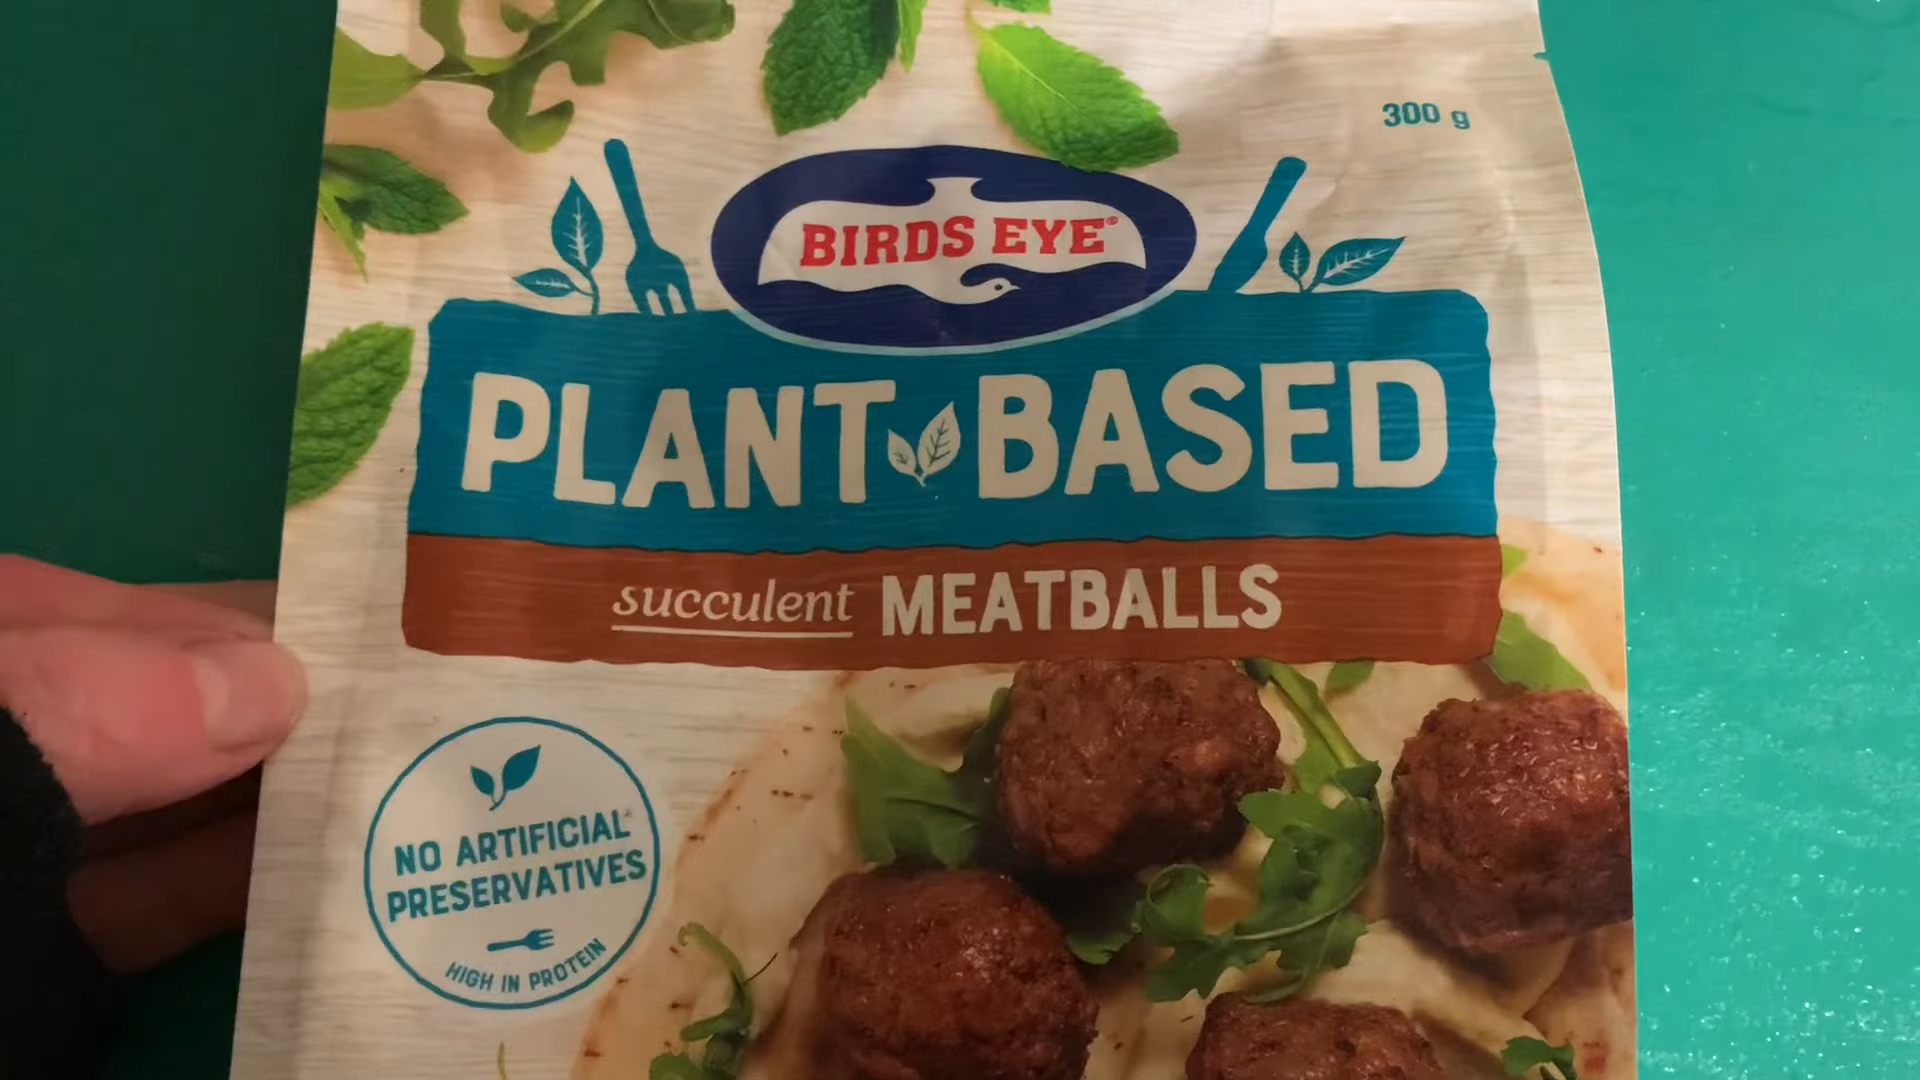 300 g
BIRDS EYE®
PLANT BASED
succulent MEATBALLS
NO ARTIFICIAL
PRESERVATIVES
HIGH IN PROTEIN